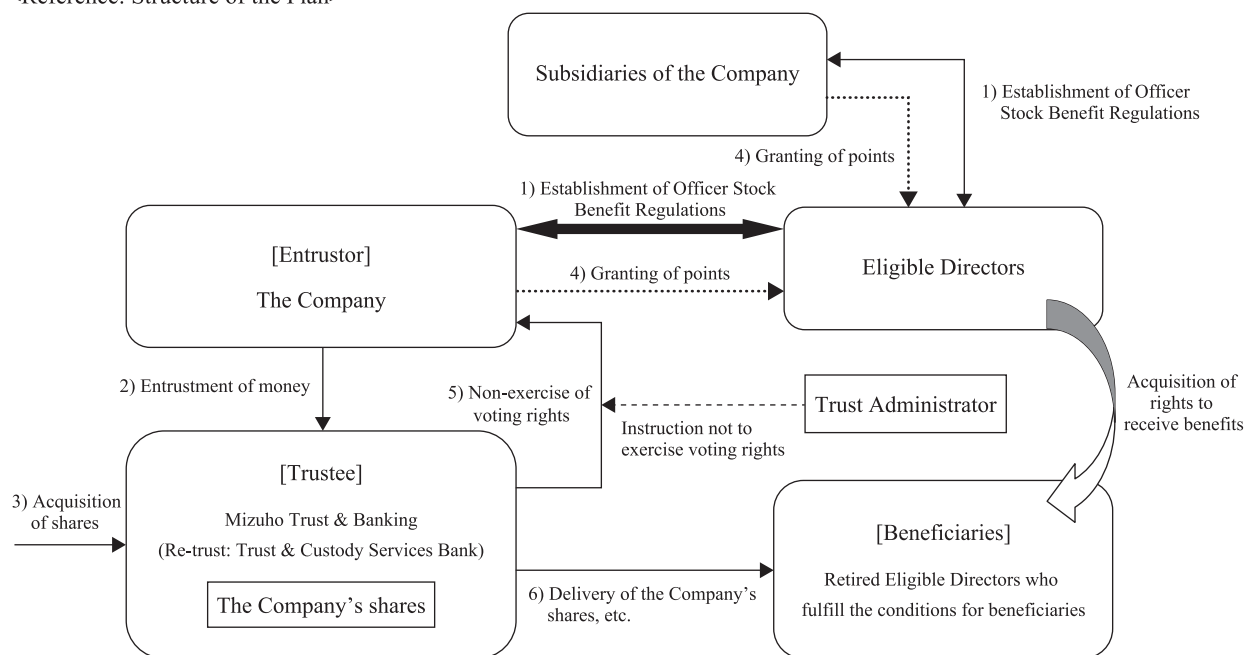 <Reference: Structure of the Plan>
Subsidiaries of the Company
1) Establishment of Officer
Stock Benefit Regulations
4) Granting of points
1) Establishment of Officer Stock
Benefit Regulations
[Entrustor]
The Company
4) Granting of points
Eligible Directors
2) Entrustment of money
5) Non-exercise of
voting rights
Trust Administrator
Instruction not to
exercise voting rights
Acquisition of
rights to
receive benefits
3) Acquisition
of shares
[Trustee]
Mizuho Trust & Banking
(Re-trust: Trust & Custody Services Bank)
The Company’s shares
6) Delivery of the Company’s
shares, etc.
[Beneficiaries]
Retired Eligible Directors who
fulfill the conditions for beneficiaries